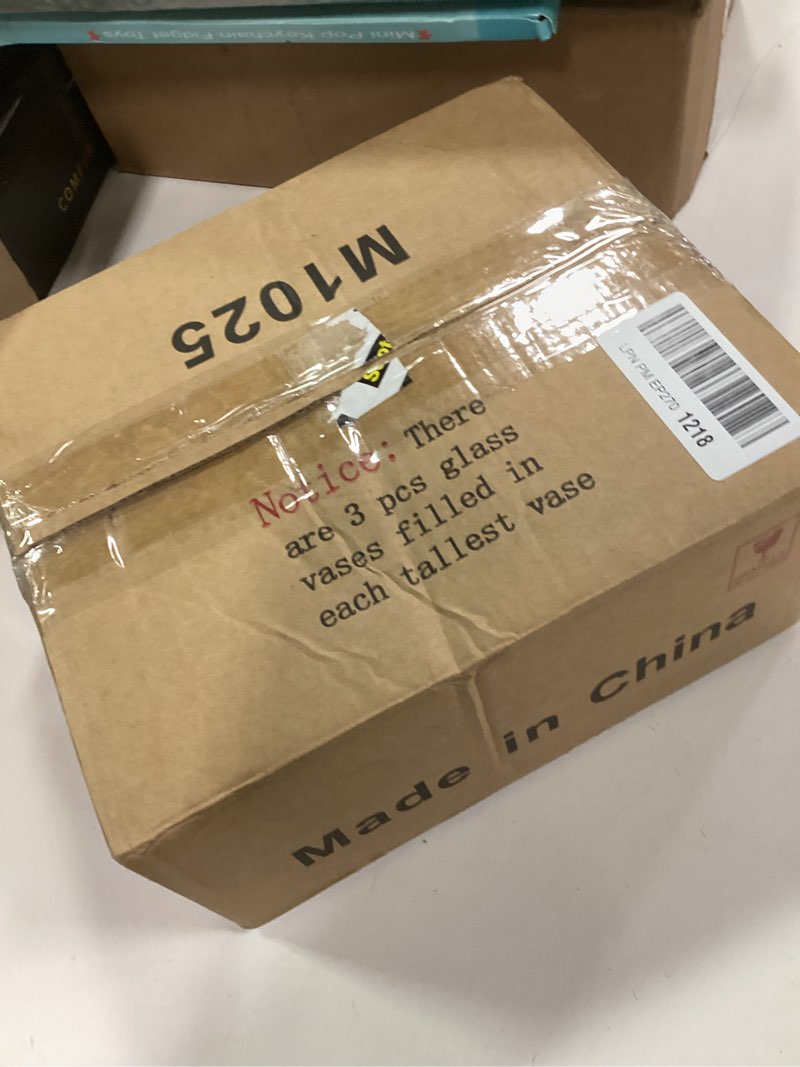 *Mini Pop Keychain Fidget Toys*
M1025
Notice: There
are 3 pcs glass
vases filled in
each tallest vase
LPN PM EP270 1218
Made in China